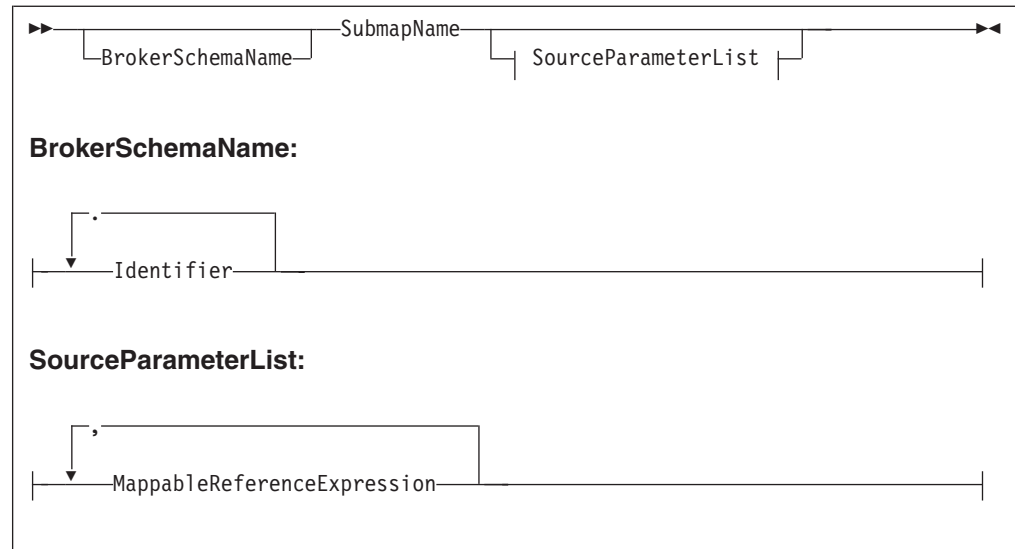 SubmapName
BrokerSchemaName SourceParameterList
BrokerSchemaName:
.
Identifier
SourceParameterList:
,
MappableReferenceExpression